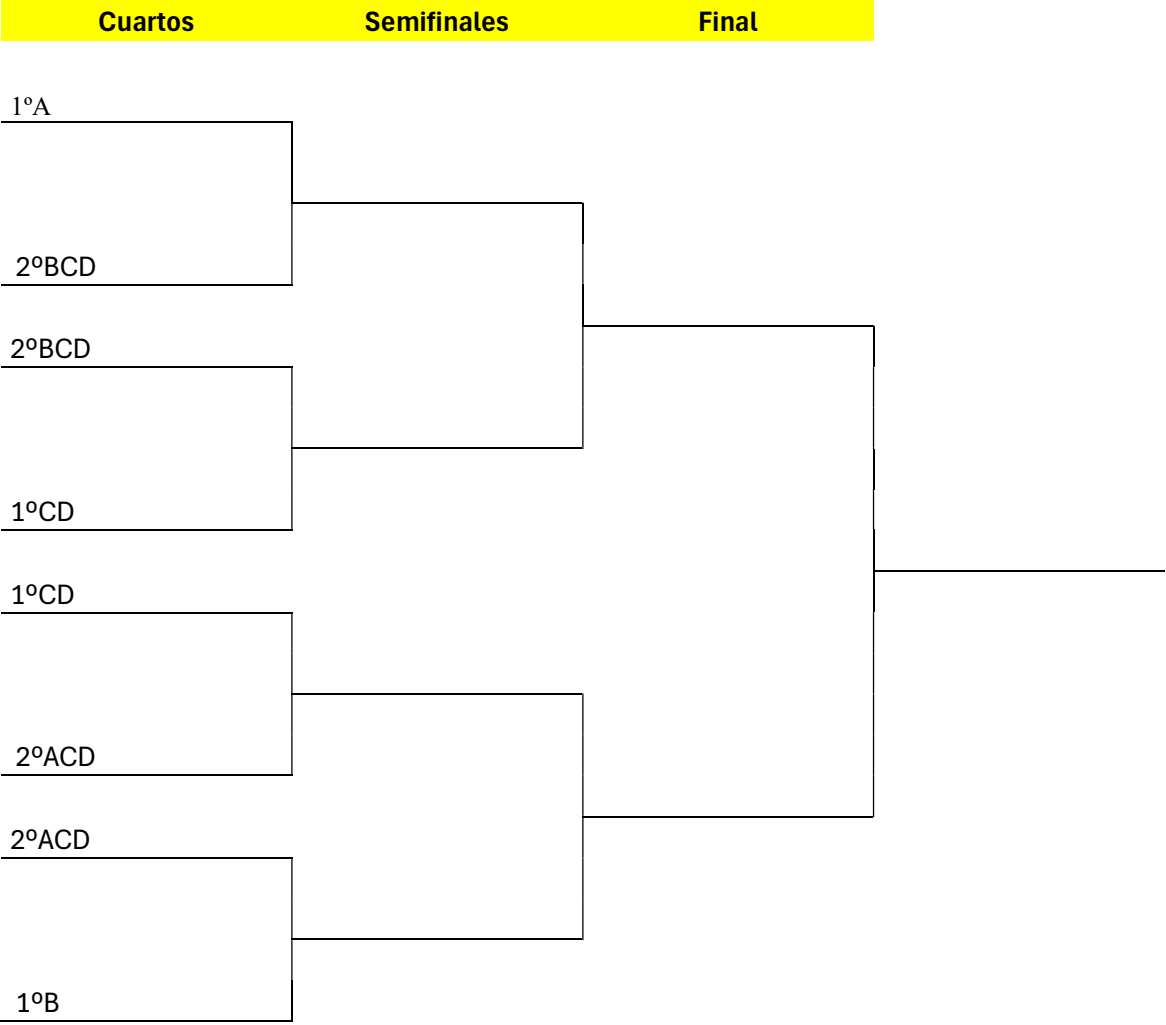 Cuartos Semifinales Final
1ºA
2ºBCD
2ºBCD
1ºCD
1ºCD
2ºACD
2ºACD
1ºB